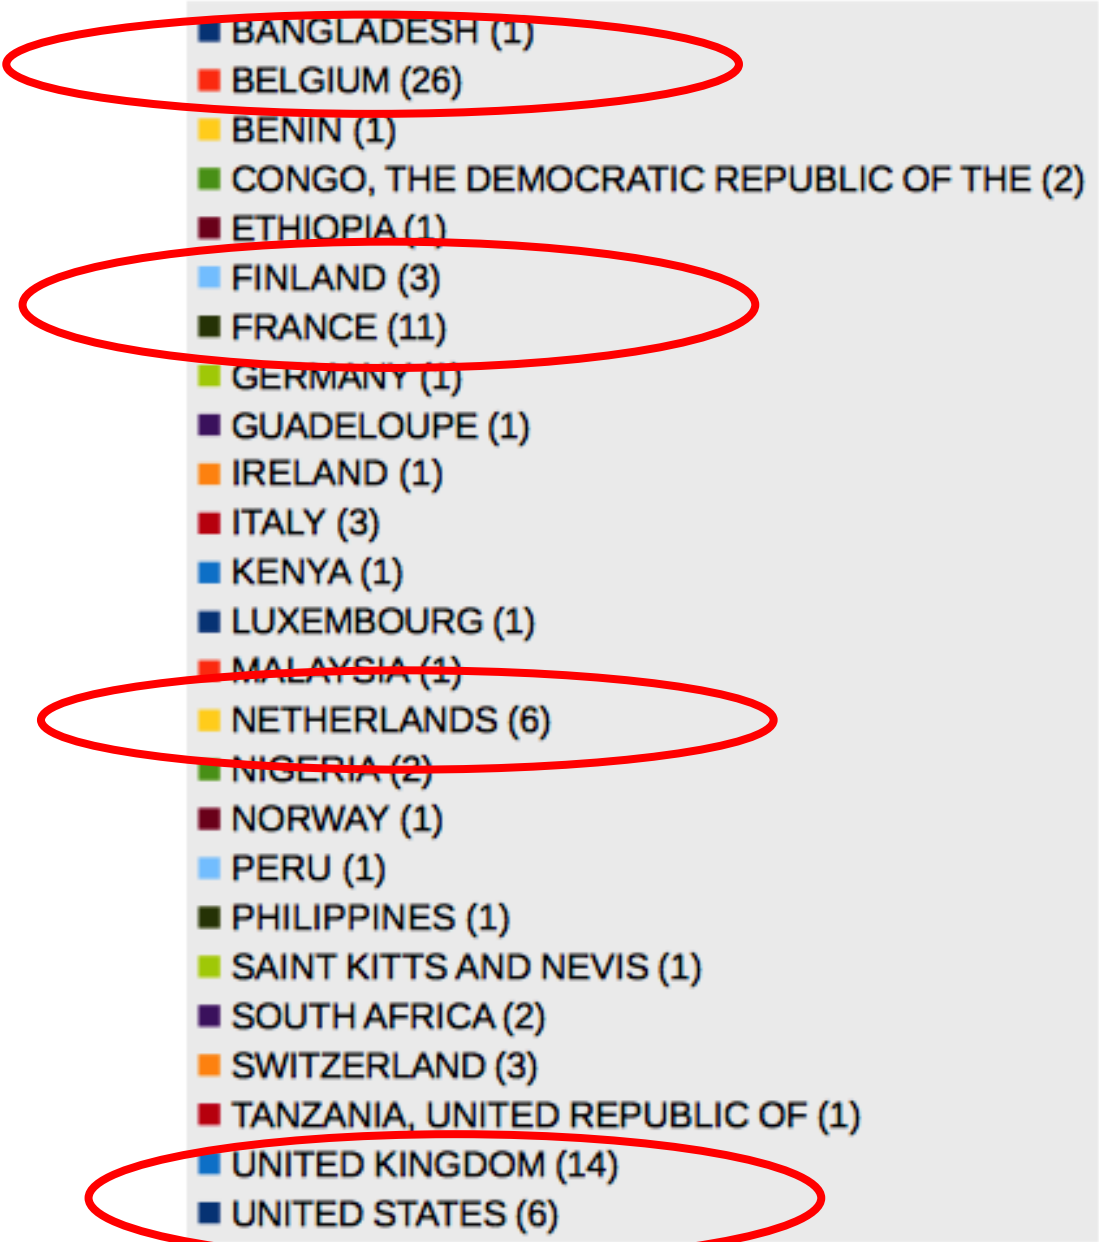 BANGLADESH (1)
BELGIUM (26)
BENIN (1)
CONGO, THE DEMOCRATIC REPUBLIC OF THE (2)
ETHIOPIA (1)
FINLAND (3)
FRANCE (11)
GERMANY (1)
GUADELOUPE (1)
IRELAND (1)
ITALY (3)
KENYA (1)
LUXEMBOURG (1)
MALAYSIA (1)
NETHERLANDS (6)
NIGERIA (2)
NORWAY (1)
PERU (1)
PHILIPPINES (1)
SAINT KITTS AND NEVIS (1)
SOUTH AFRICA (2)
SWITZERLAND (3)
TANZANIA, UNITED REPUBLIC OF (1)
UNITED KINGDOM (14)
UNITED STATES (6)